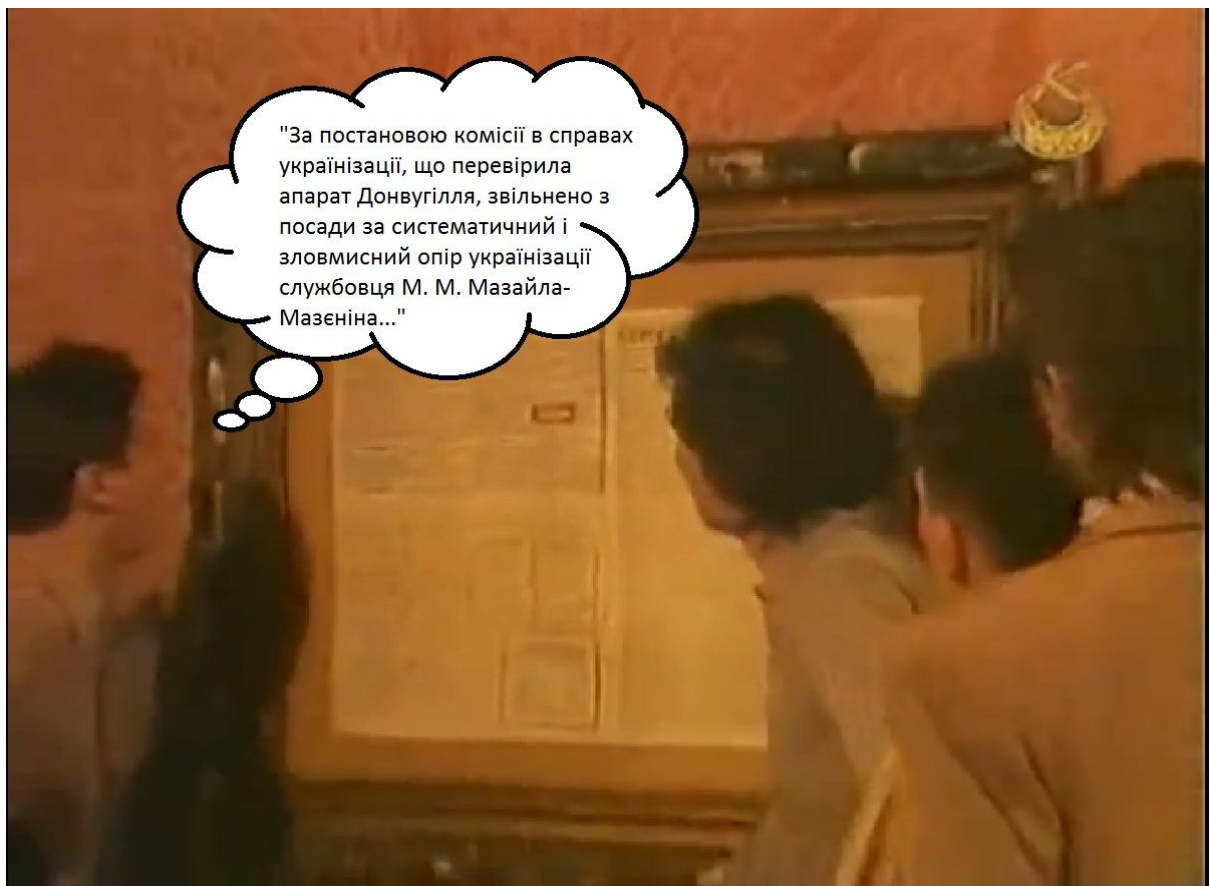 "За постановою комісії в справах
українізації, що перевірила
апарат Донвугілля, звільнено з
посади за систематичний і
зловмисний опір українізації
службовця М. М. Мазайла-
Мазєніна..."